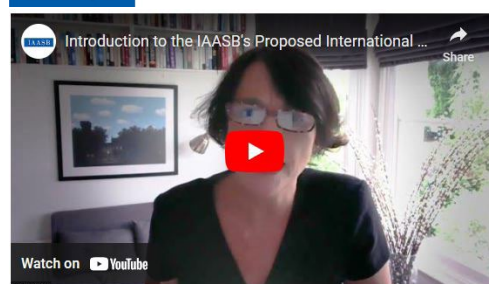 IAASB
Introduction to the IAASB's Proposed International ...
Share
Watch on YouTube